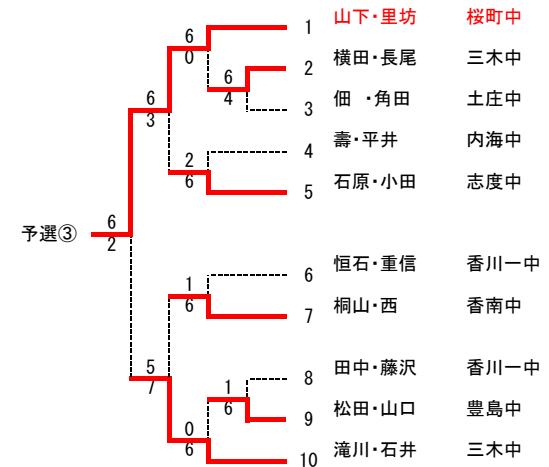 1 山下・里坊 桜町中
6
0
2 横田・長尾 三木中
6
4
3 佃 ・角田 土庄中
6
3
4 壽・平井 内海中
2
6
5 石原・小田 志度中
予選③
6
2
6 恒石・重信 香川一中
1
6
7 桐山・西 香南中
5
7
8 田中・藤沢 香川一中
1
6
9 松田・山口 豊島中
0
6
10 滝川・石井 三木中